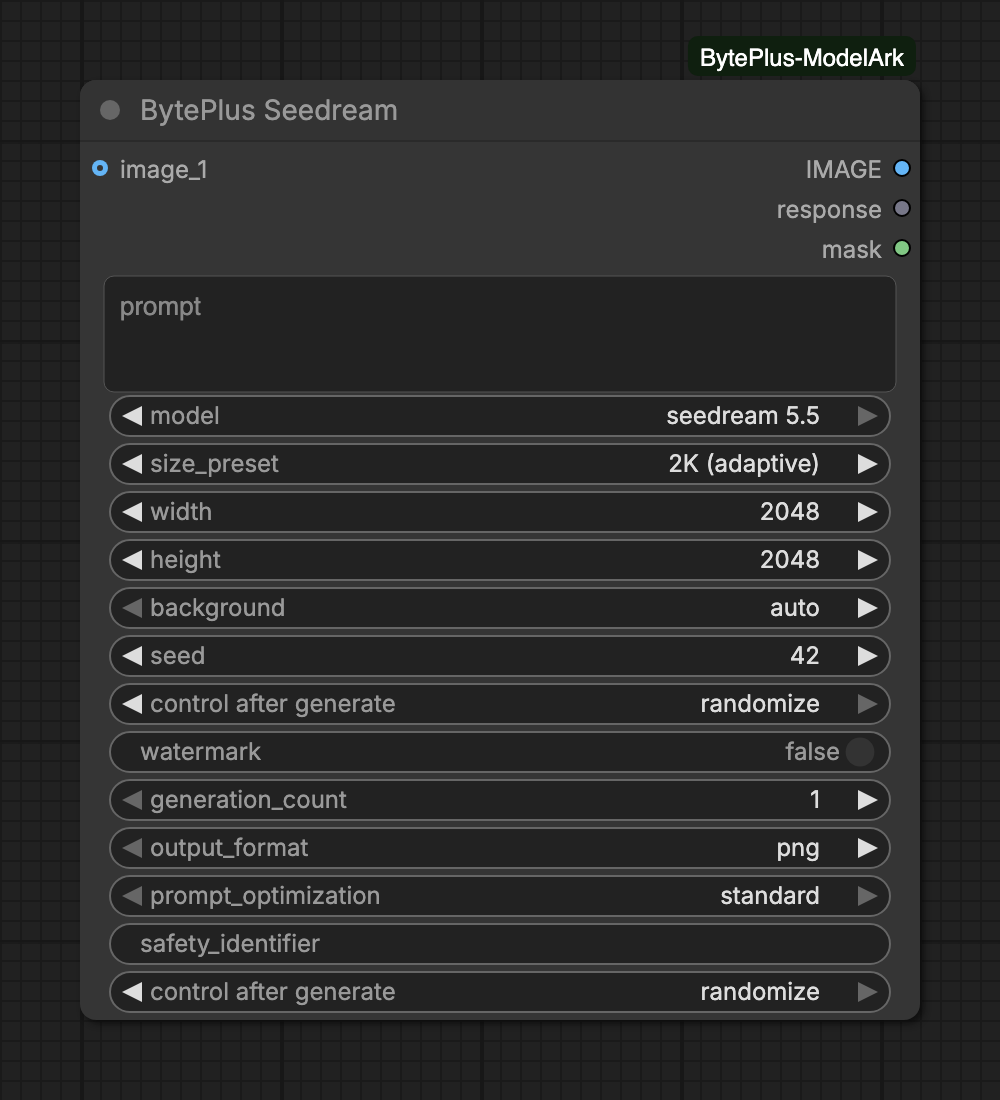 BytePlus-ModelArk
BytePlus Seedream
image_1 IMAGE
response
mask
prompt
model seedream 5.5
size_preset 2K (adaptive)
width 2048
height 2048
background auto
seed 42
control after generate randomize
watermark false
generation_count 1
output_format png
prompt_optimization standard
safety_identifier
control after generate randomize